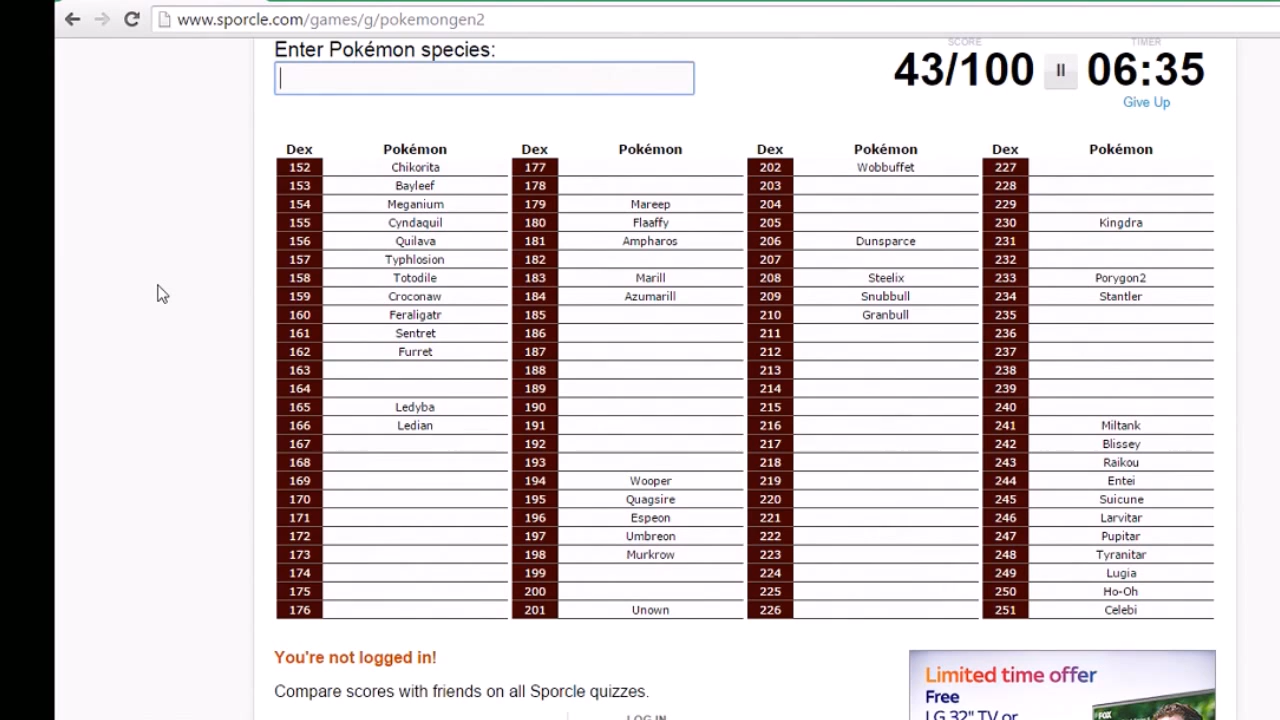 www.sporcle.com/games/g/pokemongen2
Enter Pokémon species:
SCORE TIMER
43/100 06:35
Give Up
Dex Pokémon Dex Pokémon Dex Pokémon Dex Pokémon
152 Chikorita 177 202 Wobbuffet 227
153 Bayleef 178 203 228
154 Meganium 179 Mareep 204 229
155 Cyndaquil 180 Flaaffy 205 230 Kingdra
156 Quilava 181 Ampharos 206 Dunsparce 231
157 Typhlosion 182 207 232
158 Totodile 183 Marill 208 Steelix 233 Porygon2
159 Croconaw 184 Azumarill 209 Snubbull 234 Stantler
160 Feraligatr 185 210 Granbull 235
161 Sentret 186 211 236
162 Furret 187 212 237
163 188 213 238
164 189 214 239
165 Ledyba 190 215 240
166 Ledian 191 216 241 Miltank
167 192 217 242 Blissey
168 193 218 243 Raikou
169 194 Wooper 219 244 Entei
170 195 Quagsire 220 245 Suicune
171 196 Espeon 221 246 Larvitar
172 197 Umbreon 222 247 Pupitar
173 198 Murkrow 223 248 Tyranitar
174 199 224 249 Lugia
175 200 225 250 Ho-Oh
176 201 Unown 226 251 Celebi
You're not logged in!
Compare scores with friends on all Sporcle quizzes.
LOG IN
Limited time offer
Free
LG 32" TV or
FOX